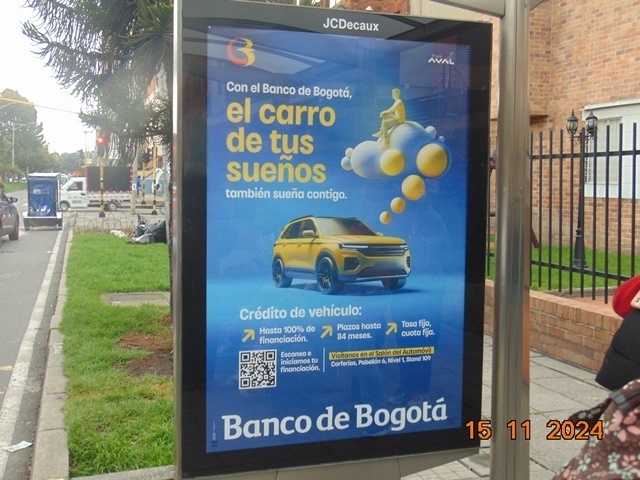 JCDecaux
AVAL
Con el Banco de Bogotá,
el carro
de tus
sueños
también sueña contigo.
Crédito de vehículo:
Hasta 100% de
financiación.
Plazos hasta
84 meses.
Tasa fija,
cuota fija.
Escanea e
iniciamos tu
financiación.
Visítanos en el Salón del Automóvil
Corferias, Pabellón 6, Nivel 1, Stand 109
Banco de Bogotá
15 11 2024